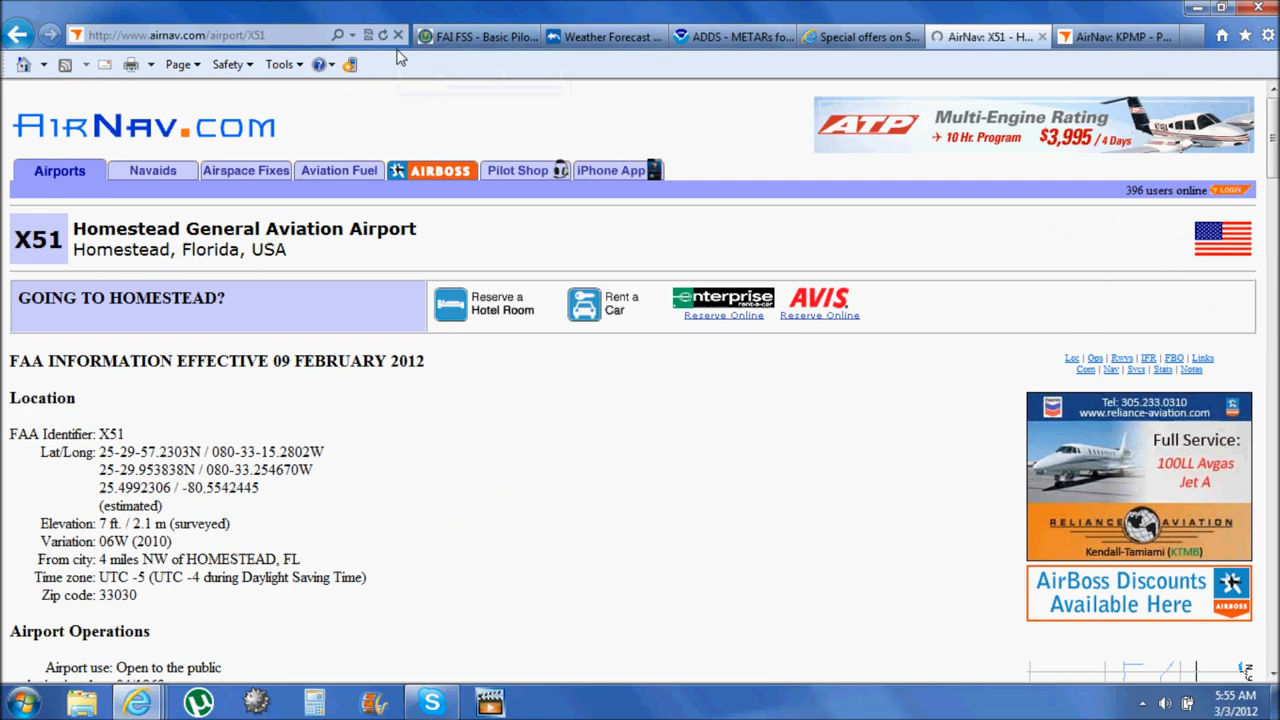 http://www.airnav.com/airport/X51
FAI FSS - Basic Pilo...
Weather Forecast ...
ADDS - METARs fo...
Special offers on S...
AirNav: X51 - H...
AirNav: KPMP - P...
Page
Safety
Tools
AIRNAV.COM
ATP
Multi-Engine Rating
10 Hr. Program $3,995 / 4 Days
Airports
Navaids
Airspace Fixes
Aviation Fuel
AIRBOSS
Pilot Shop
iPhone App
396 users online LOGIN
X51
Homestead General Aviation Airport
Homestead, Florida, USA
GOING TO HOMESTEAD?
Reserve a
Hotel Room
Rent a
Car
enterprise
rent-a-car
Reserve Online
AVIS
Reserve Online
FAA INFORMATION EFFECTIVE 09 FEBRUARY 2012
Loc | Ops | Rwys | IFR | FBO | Links
Com | Nav | Svcs | Stats | Notes
Location
FAA Identifier: X51
Lat/Long: 25-29-57.2303N / 080-33-15.2802W
25-29.953838N / 080-33.254670W
25.4992306 / -80.5542445
(estimated)
Elevation: 7 ft. / 2.1 m (surveyed)
Variation: 06W (2010)
From city: 4 miles NW of HOMESTEAD, FL
Time zone: UTC -5 (UTC -4 during Daylight Saving Time)
Zip code: 33030
Tel: 305.233.0310
www.reliance-aviation.com
Full Service:
100LL Avgas
Jet A
RELIANCE AVIATION
Kendall-Tamiami (KTMB)
AirBoss Discounts
Available Here
AIRBOSS
Airport Operations
Airport use: Open to the public
5:55 AM
3/3/2012